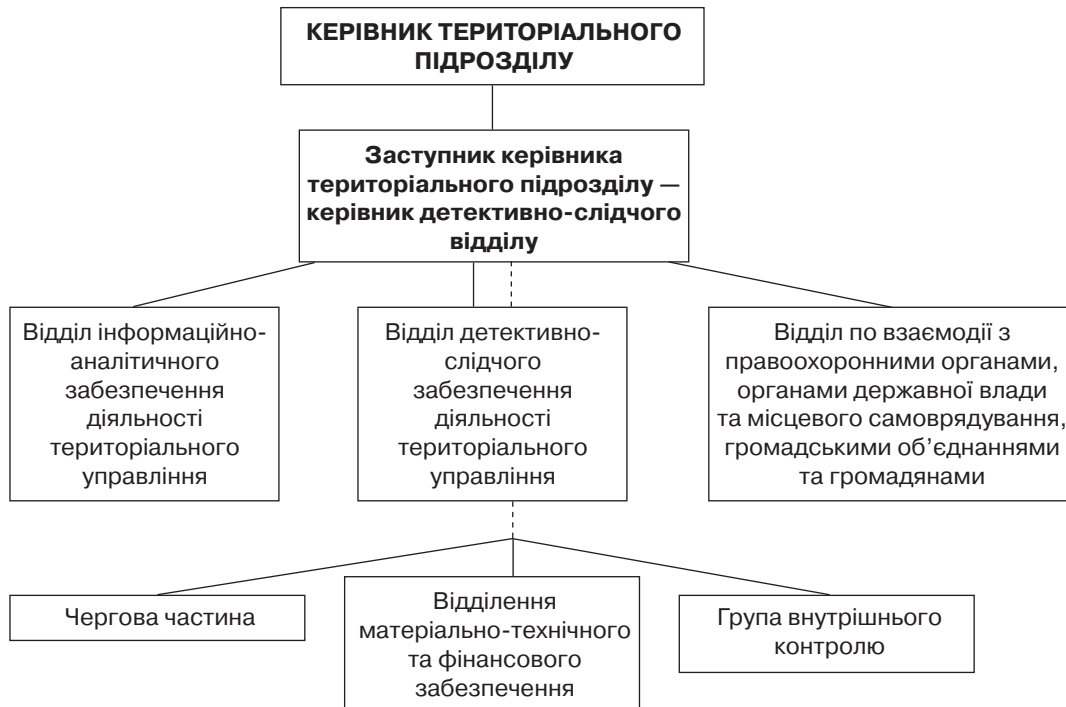 КЕРІВНИК ТЕРИТОРІАЛЬНОГО
ПІДРОЗДІЛУ
Заступник керівника
територіального підрозділу —
керівник детективно-слідчого
відділу
Відділ інформаційно-
аналітичного
забезпечення
діяльності
територіального
управління
Відділ детективно-
слідчого
забезпечення
діяльності
територіального
управління
Відділ по взаємодії з
правоохоронними органами,
органами державної влади
та місцевого самоврядування,
громадськими об’єднаннями
та громадянами
Чергова частина
Відділення
матеріально-технічного
та фінансового
забезпечення
Група внутрішнього
контролю